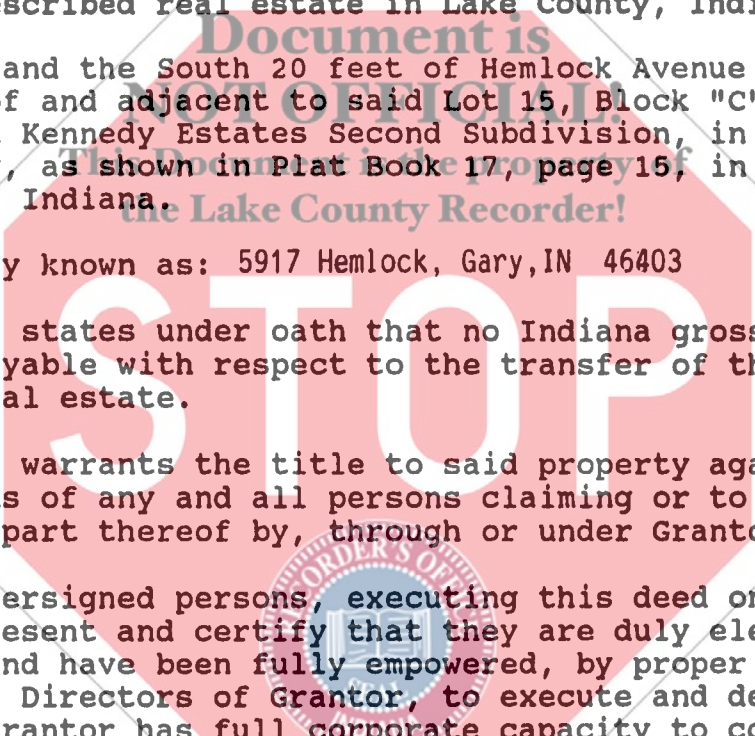 scribed real estate in Lake County, Indi
Document is
and the South 20 feet of Hemlock Avenue
NOT OFFICIAL!
of and adjacent to said Lot 15, Block "C"
Kennedy Estates Second Subdivision, in
This Document is the property of
, as shown in Plat Book 17, page 15, in
the Lake County Recorder!
Indiana.
y known as: 5917 Hemlock, Gary,IN 46403
STOP
states under oath that no Indiana gross
yable with respect to the transfer of th
al estate.
warrants the title to said property aga
s of any and all persons claiming or to
part thereof by, through or under Granto
RECORDER'S OFFICE
ersigned persons, executing this deed on
esent and certify that they are duly ele
nd have been fully empowered, by proper
SEAL
Directors of Grantor, to execute and de
INDIANA
rantor has full corporate capacity to co